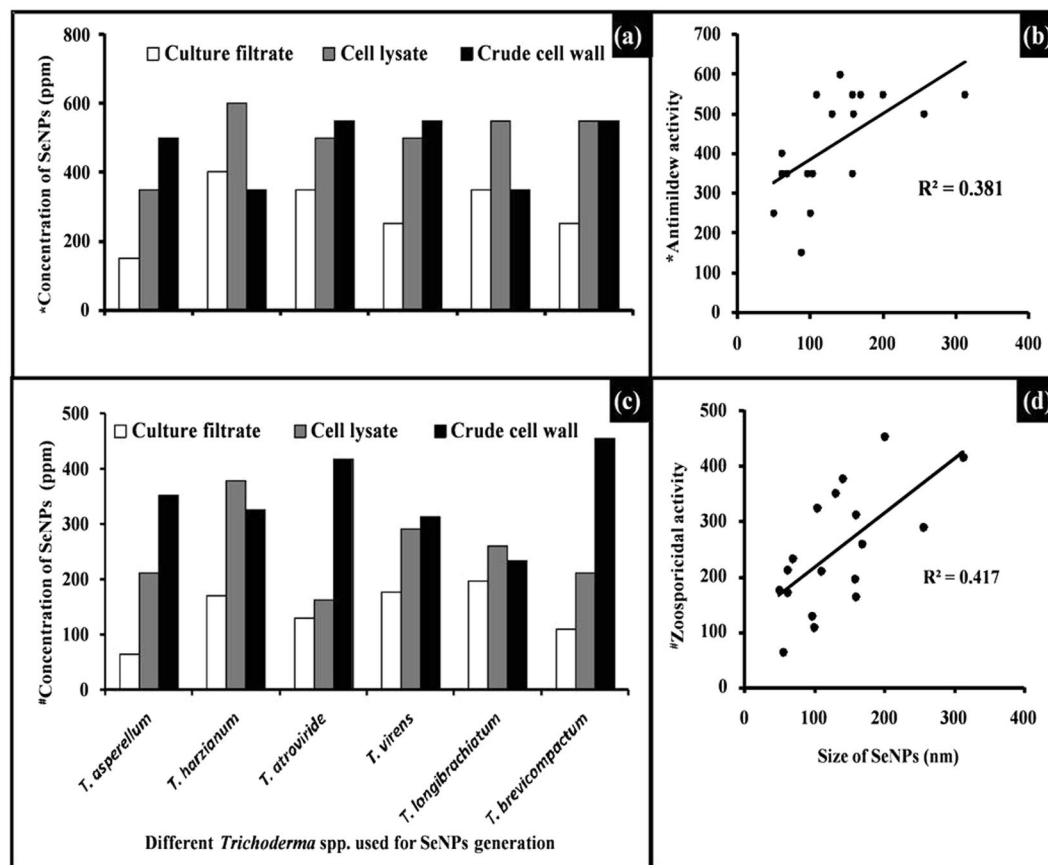 (a)
Culture filtrate Cell lysate Crude cell wall
*Concentration of SeNPs (ppm)
800
600
400
200
0
(b)
*Antimildew activity
700
600
500
400
300
200
100
0
R² = 0.381
0 100 200 300 400
(c)
Culture filtrate Cell lysate Crude cell wall
#Concentration of SeNPs (ppm)
500
400
300
200
100
0
T. asperellum
T. harzianum
T. atroviride
T. virens
T. longibrachiatum
T. brevicompactum
Different Trichoderma spp. used for SeNPs generation
(d)
#Zoosporicidal activity
500
400
300
200
100
0
R² = 0.417
0 100 200 300 400
Size of SeNPs (nm)